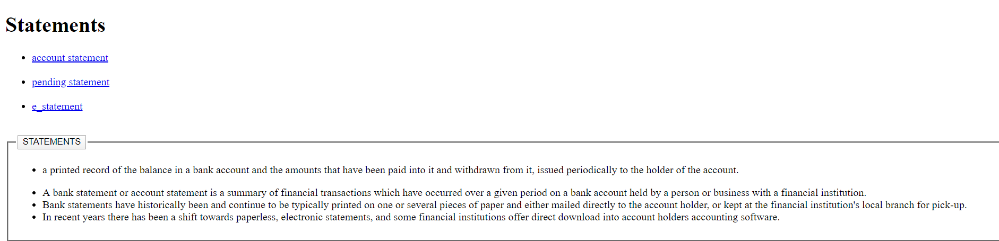 Statements
account statement
pending statement
e_statement
STATEMENTS
a printed record of the balance in a bank account and the amounts that have been paid into it and withdrawn from it, issued periodically to the holder of the account.
A bank statement or account statement is a summary of financial transactions which have occurred over a given period on a bank account held by a person or business with a financial institution.
Bank statements have historically been and continue to be typically printed on one or several pieces of paper and either mailed directly to the account holder, or kept at the financial institution's local branch for pick-up.
In recent years there has been a shift towards paperless, electronic statements, and some financial institutions offer direct download into account holders accounting software.